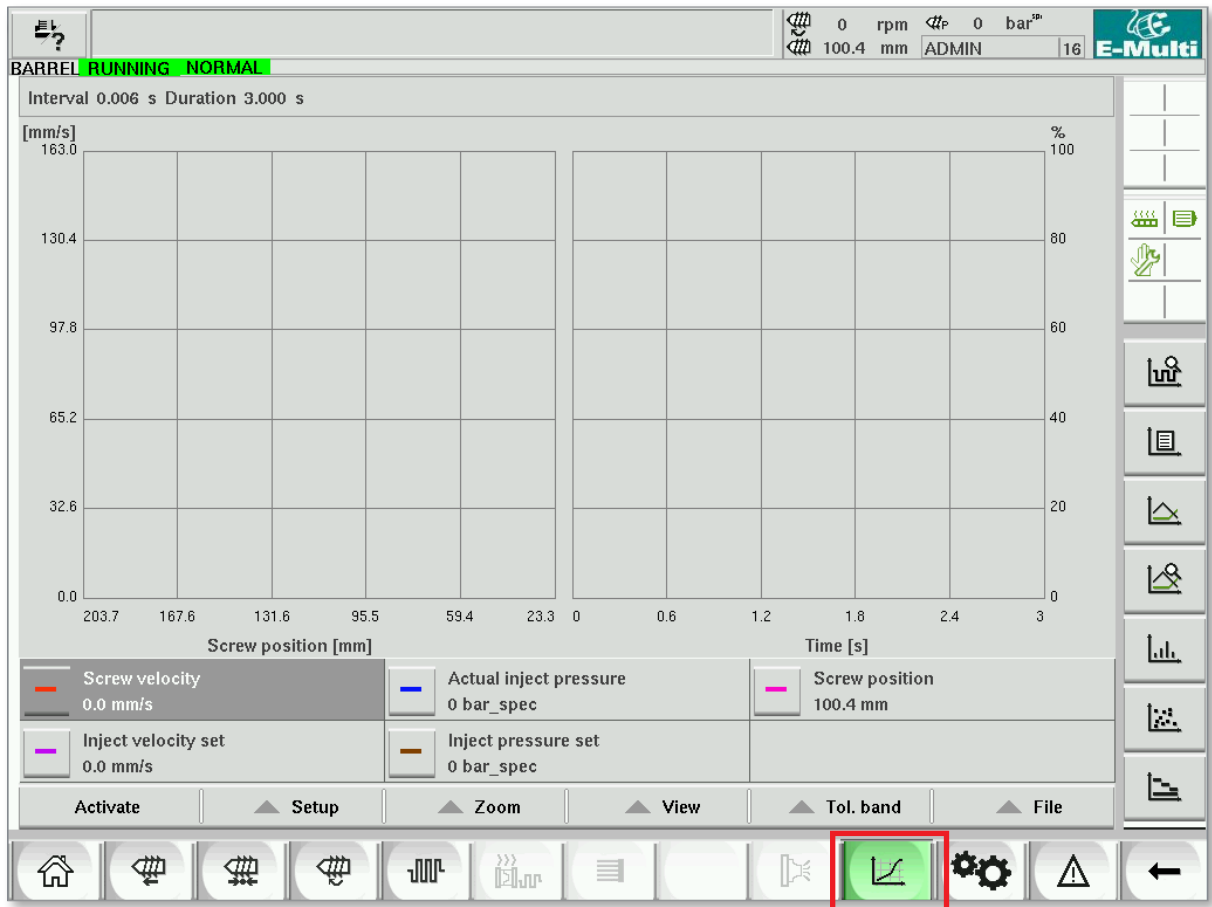 ?
0 rpm P 0 bar spe
100.4 mm ADMIN 16
E-Multi
BARREL RUNNING NORMAL
Interval 0.006 s Duration 3.000 s
[mm/s] %
163.0 100
130.4 80
97.8 60
65.2 40
32.6 20
0.0 0
203.7 167.6 131.6 95.5 59.4 23.3 0 0.6 1.2 1.8 2.4 3
Screw position [mm] Time [s]
Screw velocity Actual inject pressure Screw position
0.0 mm/s 0 bar_spec 100.4 mm
Inject velocity set Inject pressure set
0.0 mm/s 0 bar_spec
Activate Setup Zoom View Tol. band File